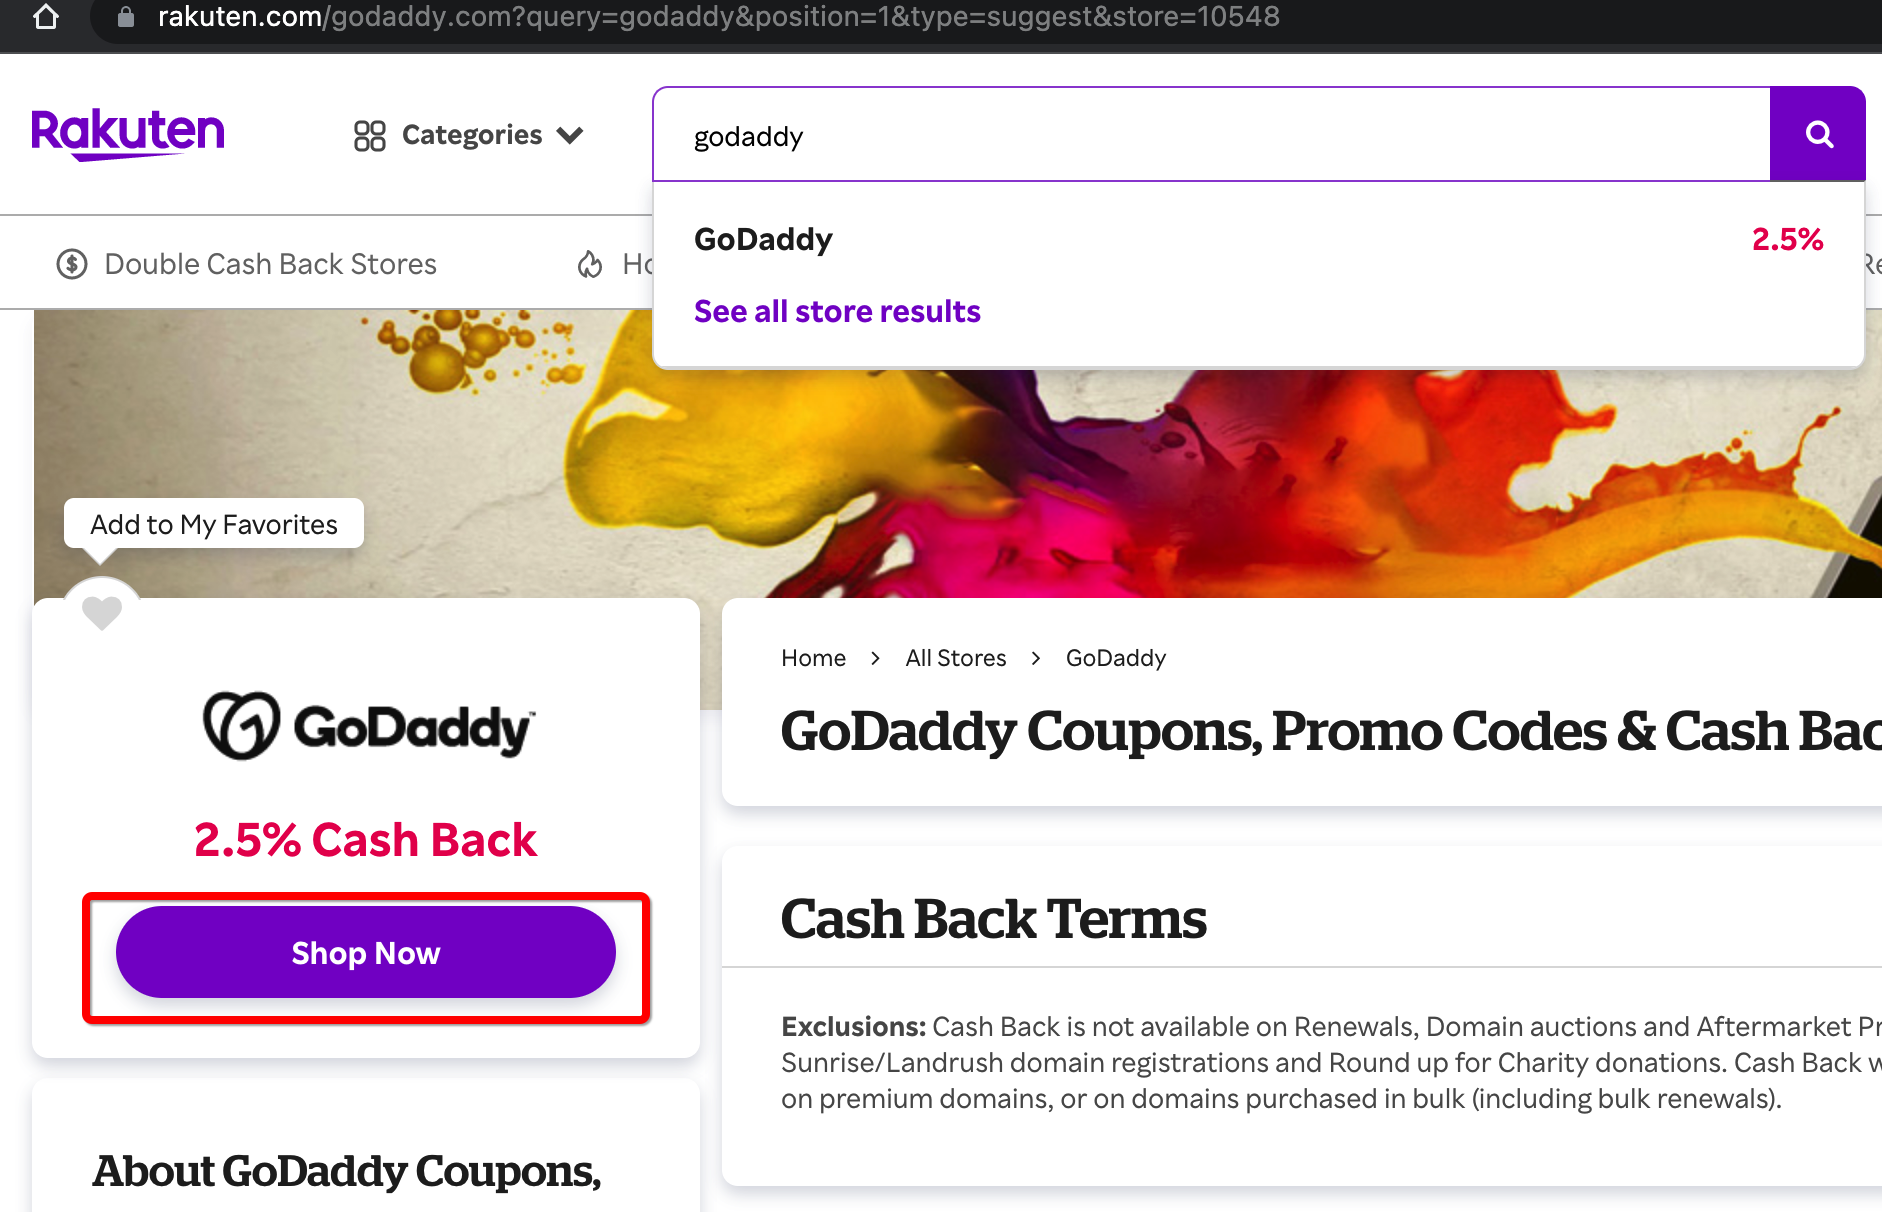 rakuten.com/godaddy.com?query=godaddy&position=1&type=suggest&store=10548
Rakuten
Categories
godaddy
GoDaddy 2.5%
See all store results
Double Cash Back Stores
Add to My Favorites
GoDaddy™
2.5% Cash Back
Shop Now
About GoDaddy Coupons,
Home > All Stores > GoDaddy
GoDaddy Coupons, Promo Codes & Cash Bac
Cash Back Terms
Exclusions: Cash Back is not available on Renewals, Domain auctions and Aftermarket Pr
Sunrise/Landrush domain registrations and Round up for Charity donations. Cash Back w
on premium domains, or on domains purchased in bulk (including bulk renewals).